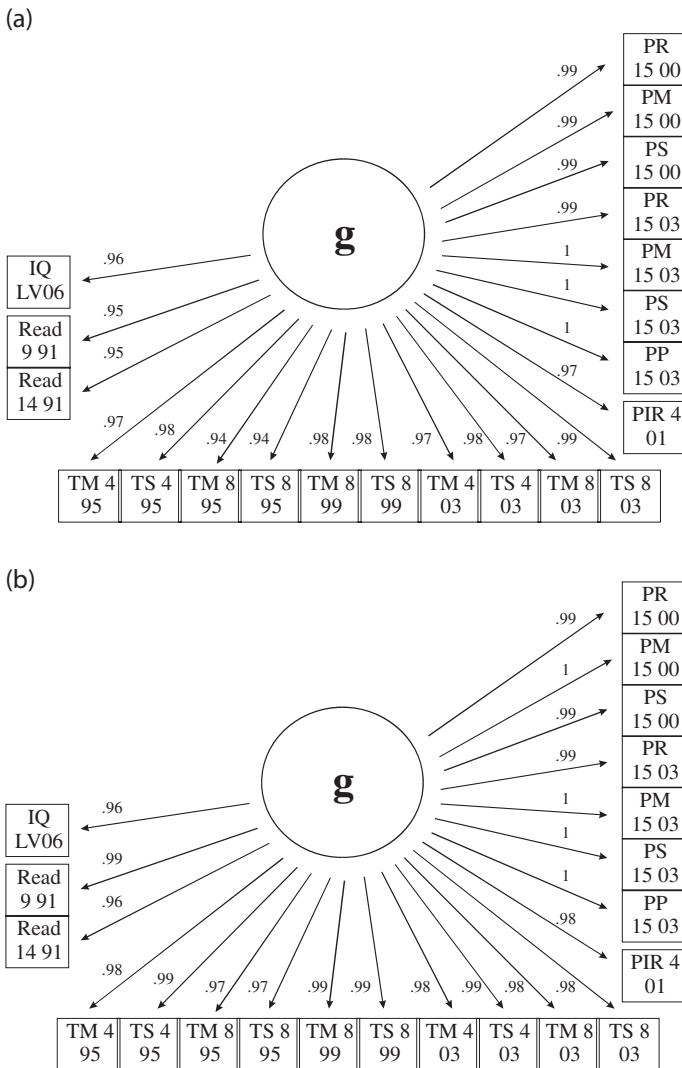 (a)
.99
PR
15 00
.99
PM
15 00
.99
PS
15 00
.99
PR
15 03
g
1
PM
15 03
1
PS
15 03
1
PP
15 03
.97
PIR 4
01
.96
IQ
LV06
.95
Read
9 91
.95
Read
14 91
.97 .98 .94 .94 .98 .98 .97 .98 .97 .99
TM 4 TS 4 TM 8 TS 8 TM 8 TS 8 TM 4 TS 4 TM 8 TS 8
95 95 95 95 99 99 03 03 03 03
(b)
.99
PR
15 00
1
PM
15 00
.99
PS
15 00
.99
PR
15 03
g
1
PM
15 03
1
PS
15 03
1
PP
15 03
.98
PIR 4
01
.96
IQ
LV06
.99
Read
9 91
.96
Read
14 91
.98 .99 .97 .97 .99 .99 .98 .99 .98 .98
TM 4 TS 4 TM 8 TS 8 TM 8 TS 8 TM 4 TS 4 TM 8 TS 8
95 95 95 95 99 99 03 03 03 03